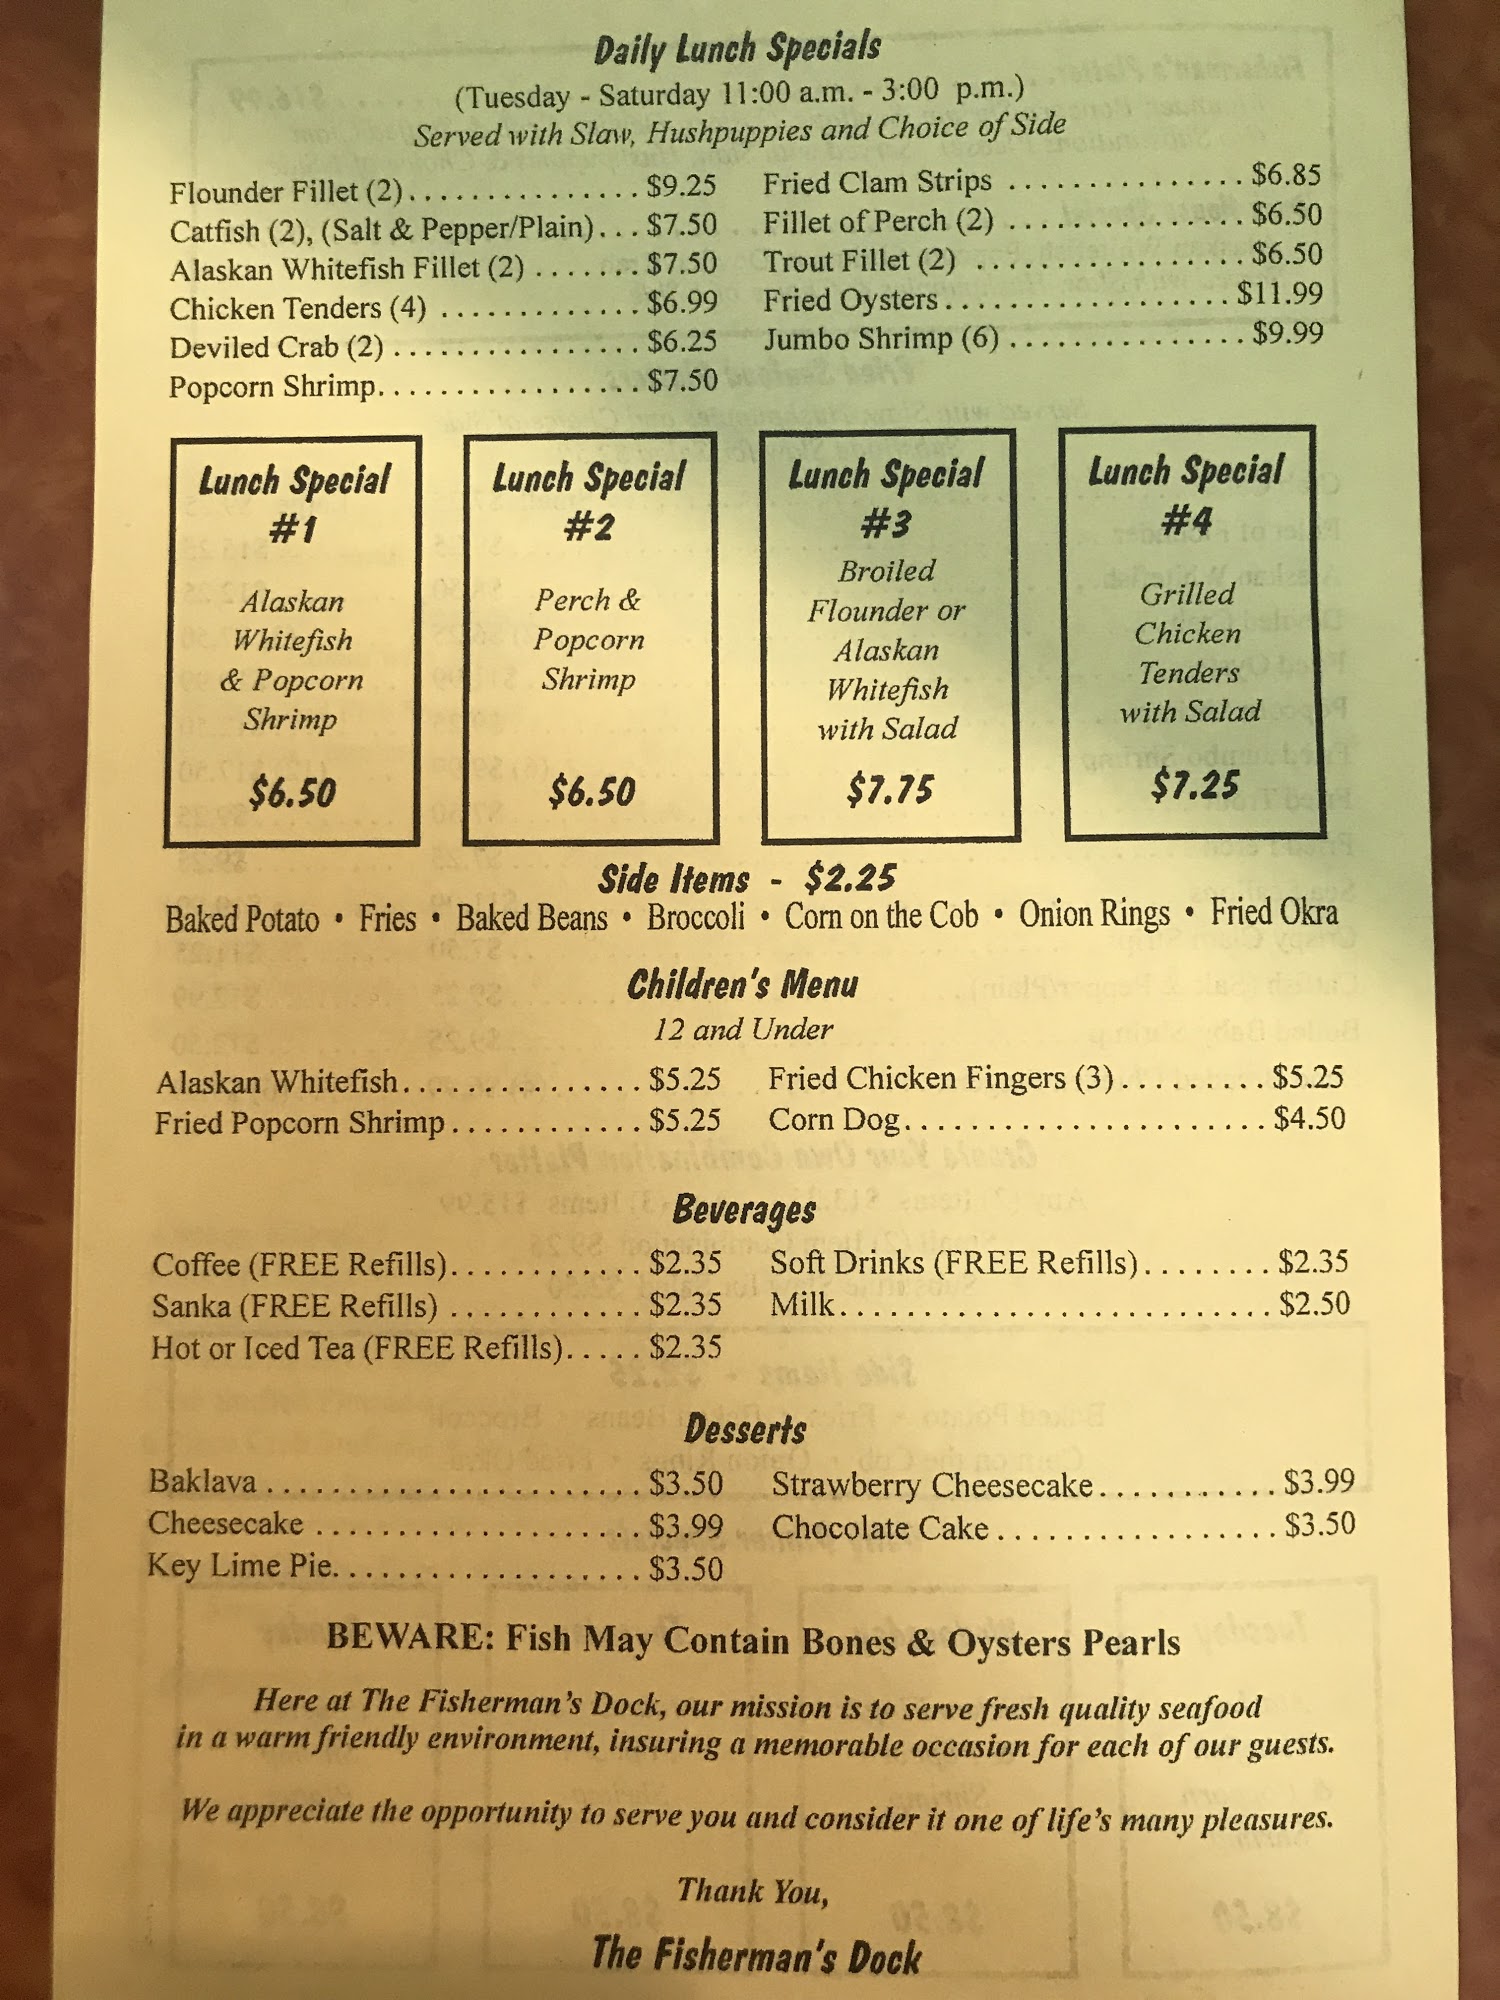 Daily Lunch Specials
(Tuesday - Saturday 11:00 a.m. - 3:00 p.m.)
Served with Slaw, Hushpuppies and Choice of Side
Flounder Fillet (2)............... $9.25
Catfish (2), (Salt & Pepper/Plain)... $7.50
Alaskan Whitefish Fillet (2) ....... $7.50
Chicken Tenders (4) ............. $6.99
Deviled Crab (2) ................ $6.25
Popcorn Shrimp................. $7.50
Fried Clam Strips ............... $6.85
Fillet of Perch (2) ............... $6.50
Trout Fillet (2) ................. $6.50
Fried Oysters.................. $11.99
Jumbo Shrimp (6) ............... $9.99
Lunch Special
#1
Alaskan
Whitefish
& Popcorn
Shrimp
$6.50
Lunch Special
#2
Perch &
Popcorn
Shrimp
$6.50
Lunch Special
#3
Broiled
Flounder or
Alaskan
Whitefish
with Salad
$7.75
Lunch Special
#4
Grilled
Chicken
Tenders
with Salad
$7.25
Side Items - $2.25
Baked Potato • Fries • Baked Beans • Broccoli • Corn on the Cob • Onion Rings • Fried Okra
Children's Menu
12 and Under
Alaskan Whitefish............... $5.25
Fried Popcorn Shrimp............ $5.25
Fried Chicken Fingers (3)......... $5.25
Corn Dog....................... $4.50
Beverages
Coffee (FREE Refills)............ $2.35
Sanka (FREE Refills) ............ $2.35
Hot or Iced Tea (FREE Refills)..... $2.35
Soft Drinks (FREE Refills)........ $2.35
Milk........................... $2.50
Desserts
Baklava ........................ $3.50
Cheesecake ..................... $3.99
Key Lime Pie.................... $3.50
Strawberry Cheesecake........... $3.99
Chocolate Cake.................. $3.50
BEWARE: Fish May Contain Bones & Oysters Pearls
Here at The Fisherman's Dock, our mission is to serve fresh quality seafood
in a warm friendly environment, insuring a memorable occasion for each of our guests.
We appreciate the opportunity to serve you and consider it one of life's many pleasures.
Thank You,
The Fisherman's Dock